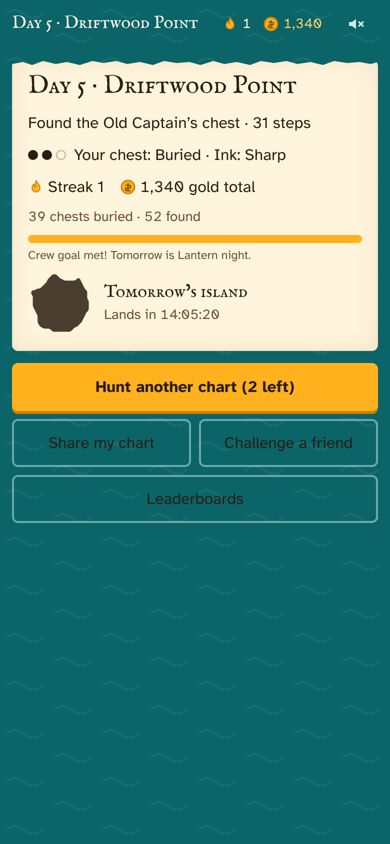 Day 5 · Driftwood Point 1 1,340
Day 5 · Driftwood Point
Found the Old Captain's chest · 31 steps
Your chest: Buried · Ink: Sharp
Streak 1 1,340 gold total
39 chests buried · 52 found
Crew goal met! Tomorrow is Lantern night.
Tomorrow's island
Lands in 14:05:20
Hunt another chart (2 left)
Share my chart Challenge a friend
Leaderboards